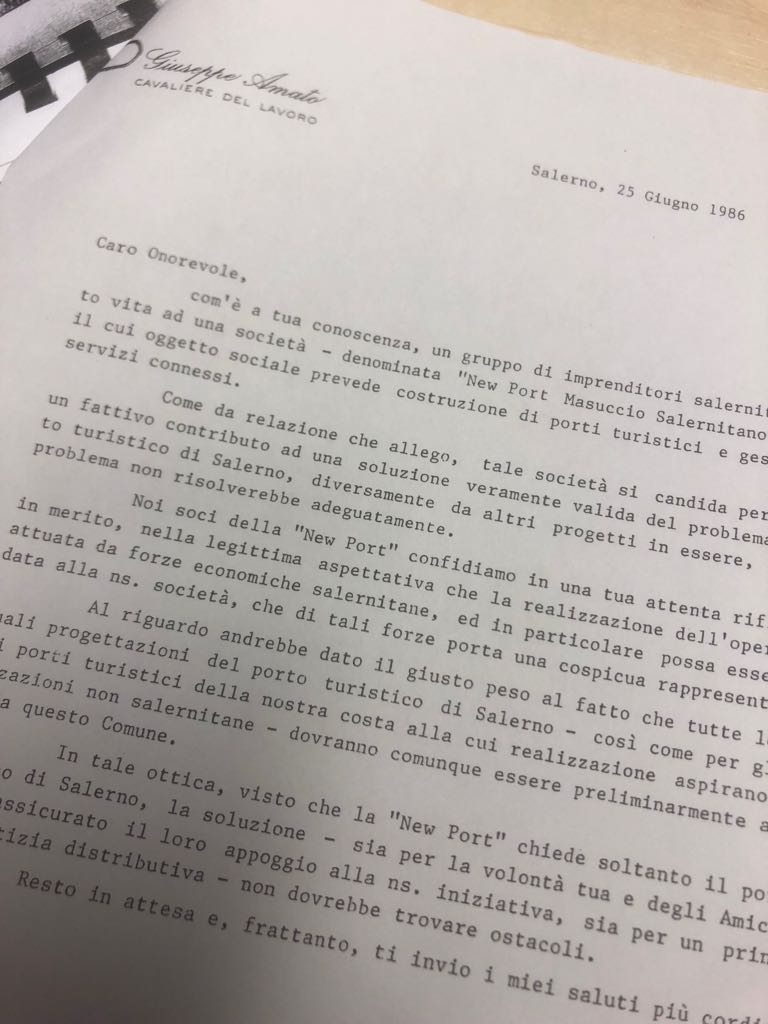 Giuseppe Amato
CAVALIERE DEL LAVORO
Salerno, 25 Giugno 1986
Caro Onorevole,
com'è a tua conoscenza, un gruppo di imprenditori salernit
to vita ad una società - denominata "New Port Masuccio Salernitano
il cui oggetto sociale prevede costruzione di porti turistici e ges
servizi connessi.
Come da relazione che allego, tale società si candida per
un fattivo contributo ad una soluzione veramente valida del problema
to turistico di Salerno, diversamente da altri progetti in essere,
problema non risolverebbe adeguatamente.
Noi soci della "New Port" confidiamo in una tua attenta rif
in merito, nella legittima aspettativa che la realizzazione dell'oper
attuata da forze economiche salernitane, ed in particolare possa esse
data alla ns. società, che di tali forze porta una cospicua rappresent
Al riguardo andrebbe dato il giusto peso al fatto che tutte l
uali progettazioni del porto turistico di Salerno - così come per g
i porti turistici della nostra costa alla cui realizzazione aspirano
zazioni non salernitane - dovranno comunque essere preliminarmente a
a questo Comune.
In tale ottica, visto che la "New Port" chiede soltanto il po
o di Salerno, la soluzione - sia per la volontà tua e degli Amic
assicurato il loro appoggio alla ns. iniziativa, sia per un prin
tizia distributiva - non dovrebbe trovare ostacoli.
Resto in attesa e, frattanto, ti invio i miei saluti più cordi